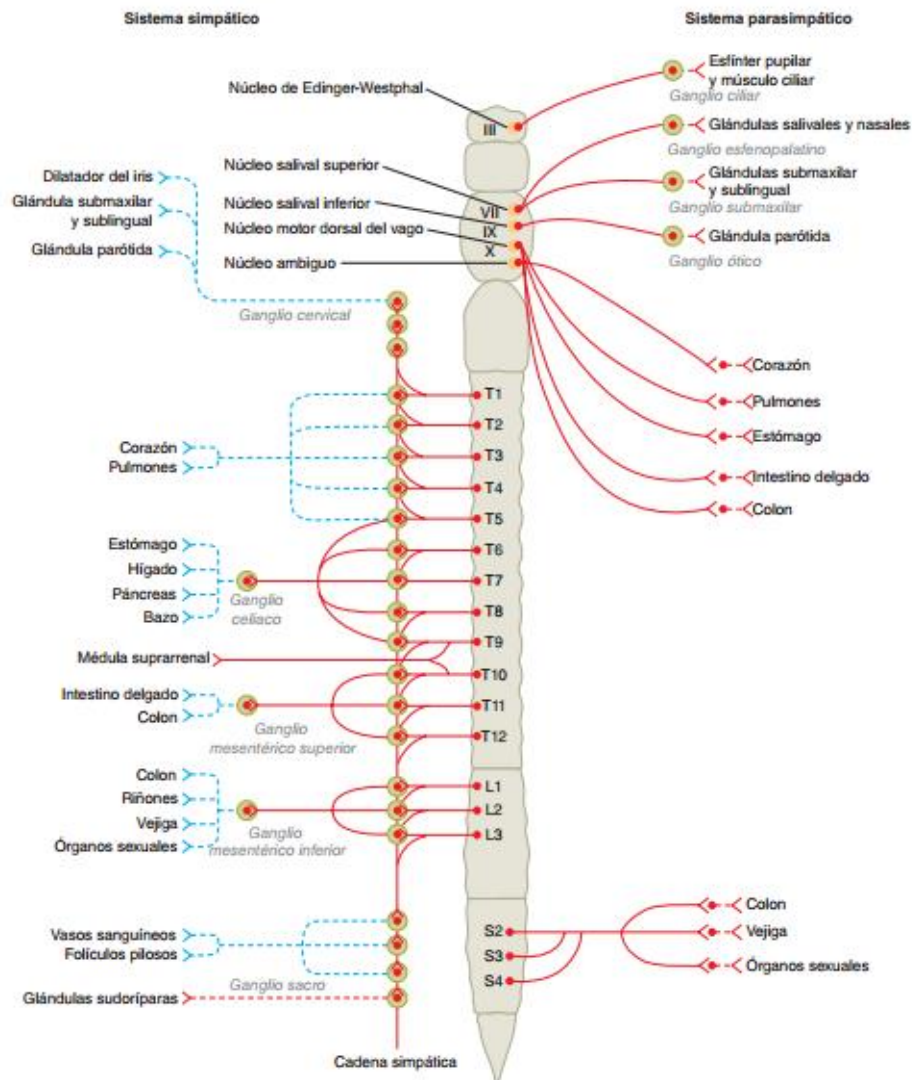 Sistema simpático
Sistema parasimpático
Esfínter pupilar
y músculo ciliar
Ganglio ciliar
Núcleo de Edinger-Westphal
III
Glándulas salivales y nasales
Ganglio esfenopalatino
Núcleo salival superior
Glándulas submaxilar
y sublingual
Ganglio submaxilar
Dilatador del iris
Glándula submaxilar
y sublingual
Glándula parótida
Núcleo salival inferior
Núcleo motor dorsal del vago
Núcleo ambiguo
VII
IX
X
Glándula parótida
Ganglio ótico
Ganglio cervical
Corazón
Pulmones
Estómago
Intestino delgado
Colon
T1
T2
T3
T4
T5
T6
T7
T8
T9
T10
T11
T12
Corazón
Pulmones
Estómago
Hígado
Páncreas
Bazo
Ganglio
celiaco
Médula suprarrenal
Intestino delgado
Colon
Ganglio
mesentérico superior
L1
L2
L3
Colon
Riñones
Vejiga
Órganos sexuales
Ganglio
mesentérico inferior
S2
S3
S4
Colon
Vejiga
Órganos sexuales
Vasos sanguíneos
Folículos pilosos
Ganglio sacro
Glándulas sudoríparas
Cadena simpática